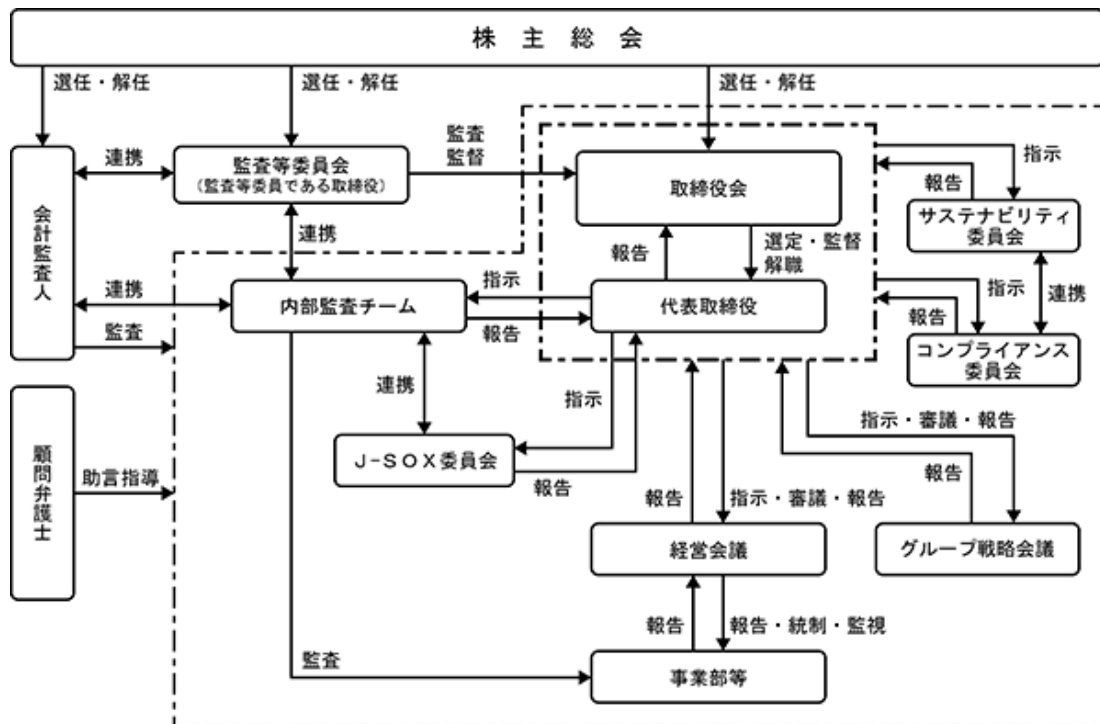 株主総会
選任・解任
選任・解任
選任・解任
監査
監督
連携
監査等委員会
(監査等委員である取締役)
取締役会
指示
報告
サステナビリティ
委員会
会計監査人
連携
報告
選定・監督
解職
連携
内部監査チーム
指示
報告
代表取締役
指示
報告
連携
コンプライアンス
委員会
監査
連携
指示
J-SOX委員会
報告
指示・審議・報告
報告
顧問弁護士
助言指導
報告
指示・審議・報告
経営会議
グループ戦略会議
報告
報告・統制・監視
監査
事業部等